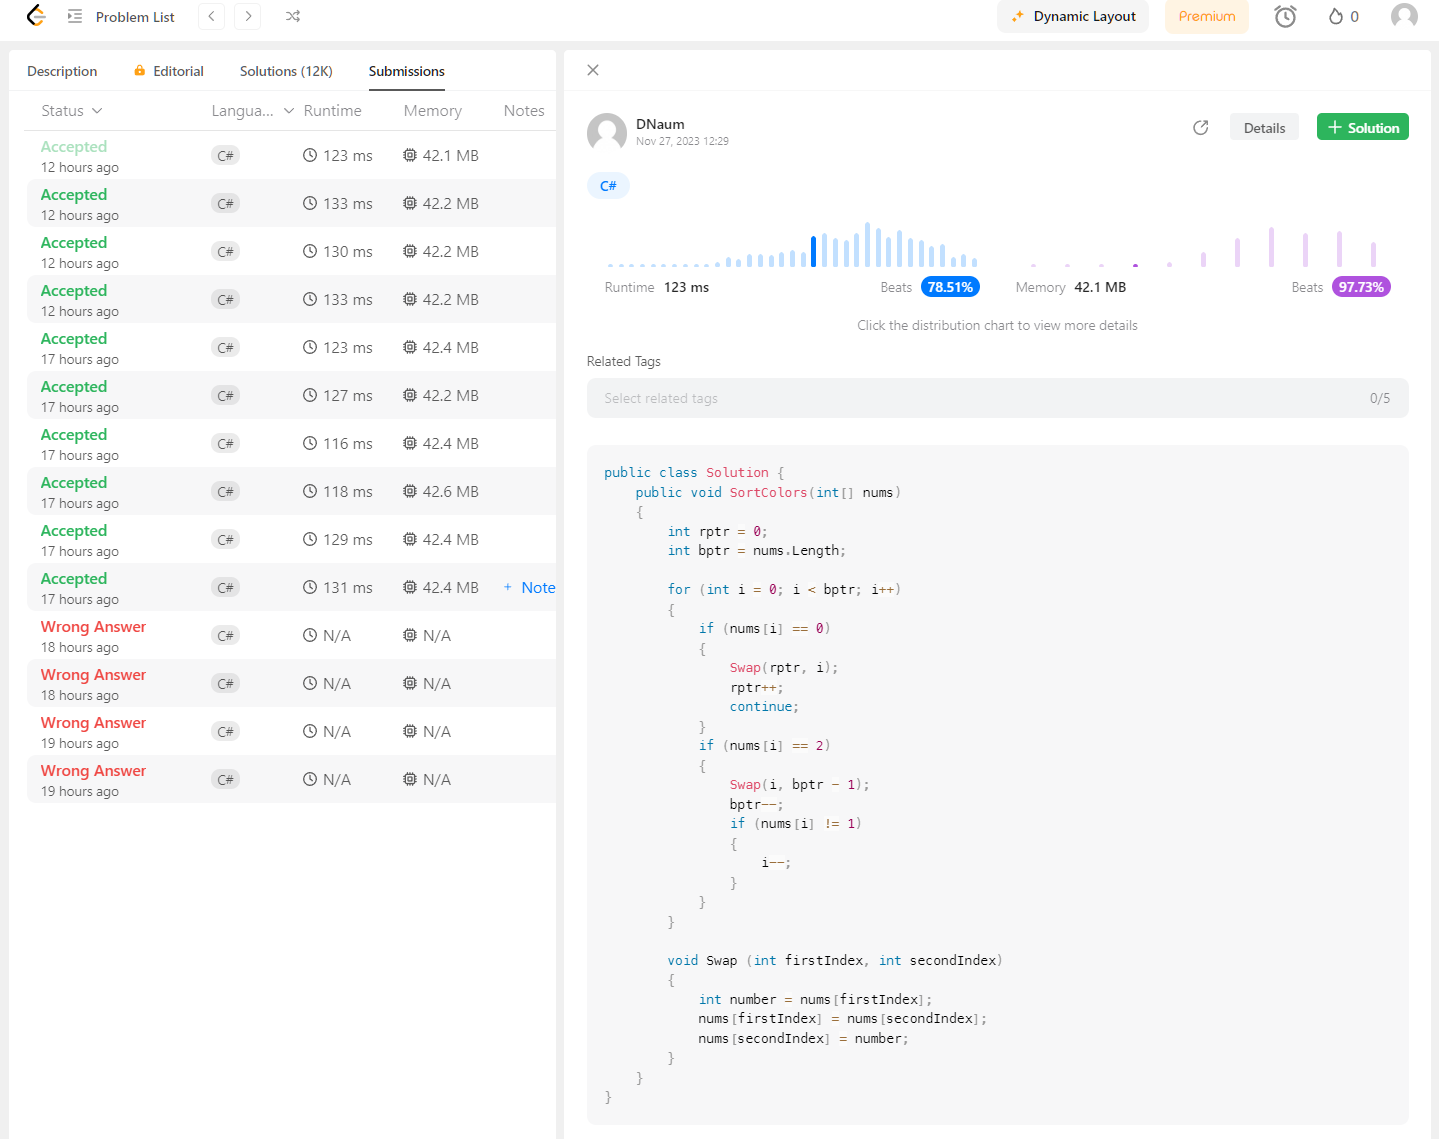 Problem List
Dynamic Layout
Premium
0
Description
Editorial
Solutions (12K)
Submissions
Status
Langua...
Runtime
Memory
Notes
Accepted
12 hours ago
C#
123 ms
42.1 MB
Accepted
12 hours ago
C#
133 ms
42.2 MB
Accepted
12 hours ago
C#
130 ms
42.2 MB
Accepted
12 hours ago
C#
133 ms
42.2 MB
Accepted
17 hours ago
C#
123 ms
42.4 MB
Accepted
17 hours ago
C#
127 ms
42.2 MB
Accepted
17 hours ago
C#
116 ms
42.4 MB
Accepted
17 hours ago
C#
118 ms
42.6 MB
Accepted
17 hours ago
C#
129 ms
42.4 MB
Accepted
17 hours ago
C#
131 ms
42.4 MB
+ Note
Wrong Answer
18 hours ago
C#
N/A
N/A
Wrong Answer
18 hours ago
C#
N/A
N/A
Wrong Answer
19 hours ago
C#
N/A
N/A
Wrong Answer
19 hours ago
C#
N/A
N/A
DNaum
Nov 27, 2023 12:29
Details
+ Solution
C#
Runtime 123 ms
Beats 78.51%
Memory 42.1 MB
Beats 97.73%
Click the distribution chart to view more details
Related Tags
Select related tags
0/5
public class Solution {
    public void SortColors(int[] nums)
    {
        int rptr = 0;
        int bptr = nums.Length;

        for (int i = 0; i < bptr; i++)
        {
            if (nums[i] == 0)
            {
                Swap(rptr, i);
                rptr++;
                continue;
            }
            if (nums[i] == 2)
            {
                Swap(i, bptr - 1);
                bptr--;
                if (nums[i] != 1)
                {
                    i--;
                }
            }
        }

        void Swap (int firstIndex, int secondIndex)
        {
            int number = nums[firstIndex];
            nums[firstIndex] = nums[secondIndex];
            nums[secondIndex] = number;
        }
    }
}